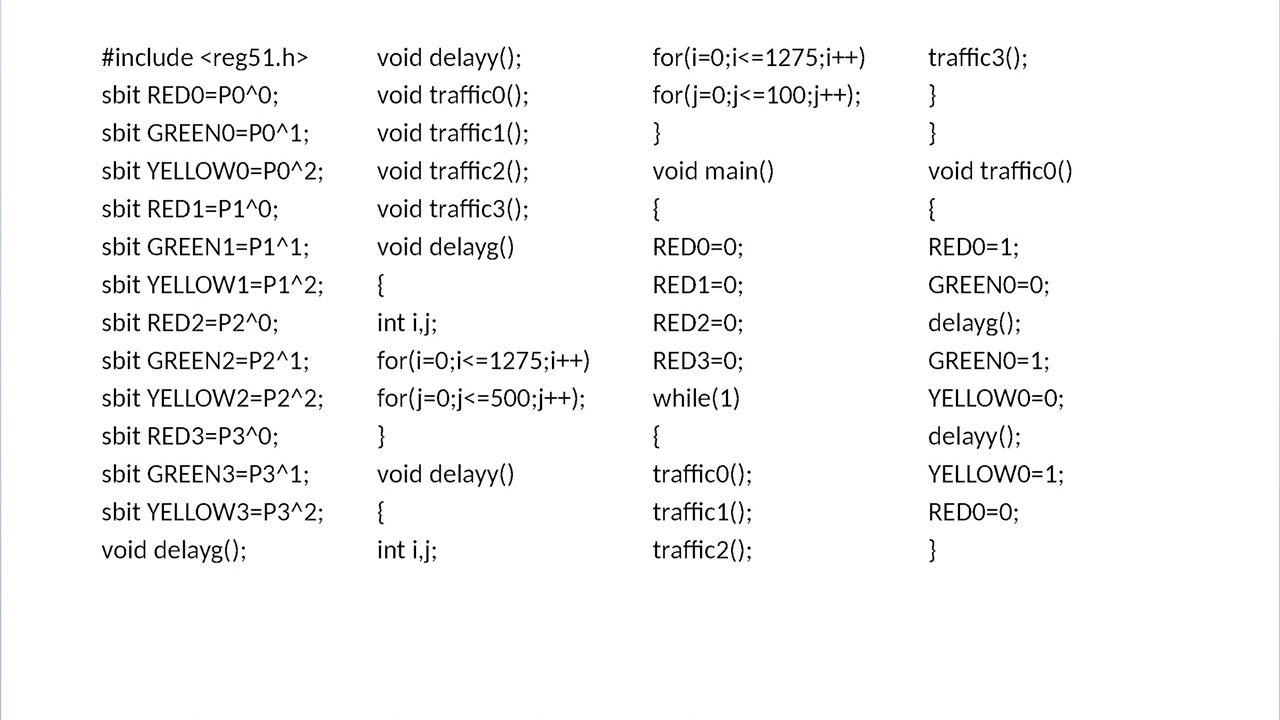 #include <reg51.h>
sbit RED0=P0^0;
sbit GREEN0=P0^1;
sbit YELLOW0=P0^2;
sbit RED1=P1^0;
sbit GREEN1=P1^1;
sbit YELLOW1=P1^2;
sbit RED2=P2^0;
sbit GREEN2=P2^1;
sbit YELLOW2=P2^2;
sbit RED3=P3^0;
sbit GREEN3=P3^1;
sbit YELLOW3=P3^2;
void delayg();
void delayy();
void traffic0();
void traffic1();
void traffic2();
void traffic3();
void delayg()
{
int i,j;
for(i=0;i<=1275;i++)
for(j=0;j<=500;j++);
}
void delayy()
{
int i,j;
for(i=0;i<=1275;i++)
for(j=0;j<=100;j++);
}
void main()
{
RED0=0;
RED1=0;
RED2=0;
RED3=0;
while(1)
{
traffic0();
traffic1();
traffic2();
traffic3();
}
}
void traffic0()
{
RED0=1;
GREEN0=0;
delayg();
GREEN0=1;
YELLOW0=0;
delayy();
YELLOW0=1;
RED0=0;
}